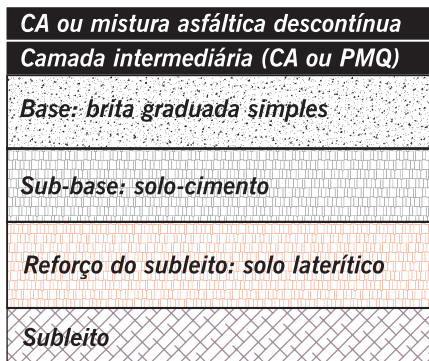 CA ou mistura asfáltica descontínua
Camada intermediária (CA ou PMQ)
Base: brita graduada simples
Sub-base: solo-cimento
Reforço do subleito: solo laterítico
Subleito